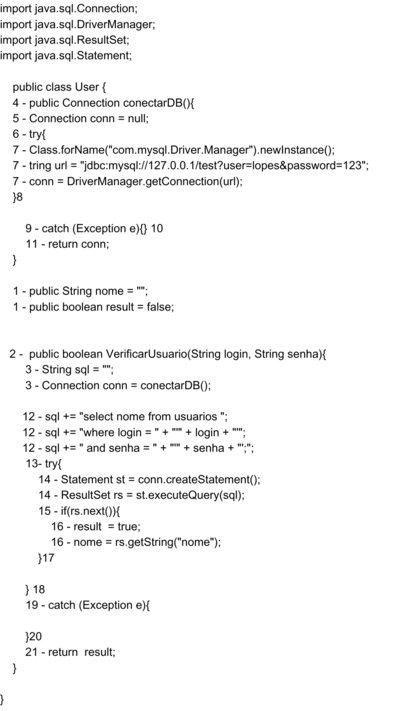 import java.sql.Connection;
import java.sql.DriverManager;
import java.sql.ResultSet;
import java.sql.Statement;
public class User {
4 - public Connection conectarDB(){
5 - Connection conn = null;
6 - try{
7 - Class.forName("com.mysql.Driver.Manager").newInstance();
7 - tring url = "jdbc:mysql://127.0.0.1/test?user=lopes&password=123";
7 - conn = DriverManager.getConnection(url);
}8
9 - catch (Exception e){} 10
11 - return conn;
}
1 - public String nome = "";
1 - public boolean result = false;
2 - public boolean VerificarUsuario(String login, String senha){
3 - String sql = "";
3 - Connection conn = conectarDB();
12 - sql += "select nome from usuarios ";
12 - sql += "where login = " + "'" + login + "'";
12 - sql += " and senha = " + "'" + senha + "';";
13- try{
14 - Statement st = conn.createStatement();
14 - ResultSet rs = st.executeQuery(sql);
15 - if(rs.next()){
16 - result = true;
16 - nome = rs.getString("nome");
}17
} 18
19 - catch (Exception e){
}20
21 - return result;
}
}